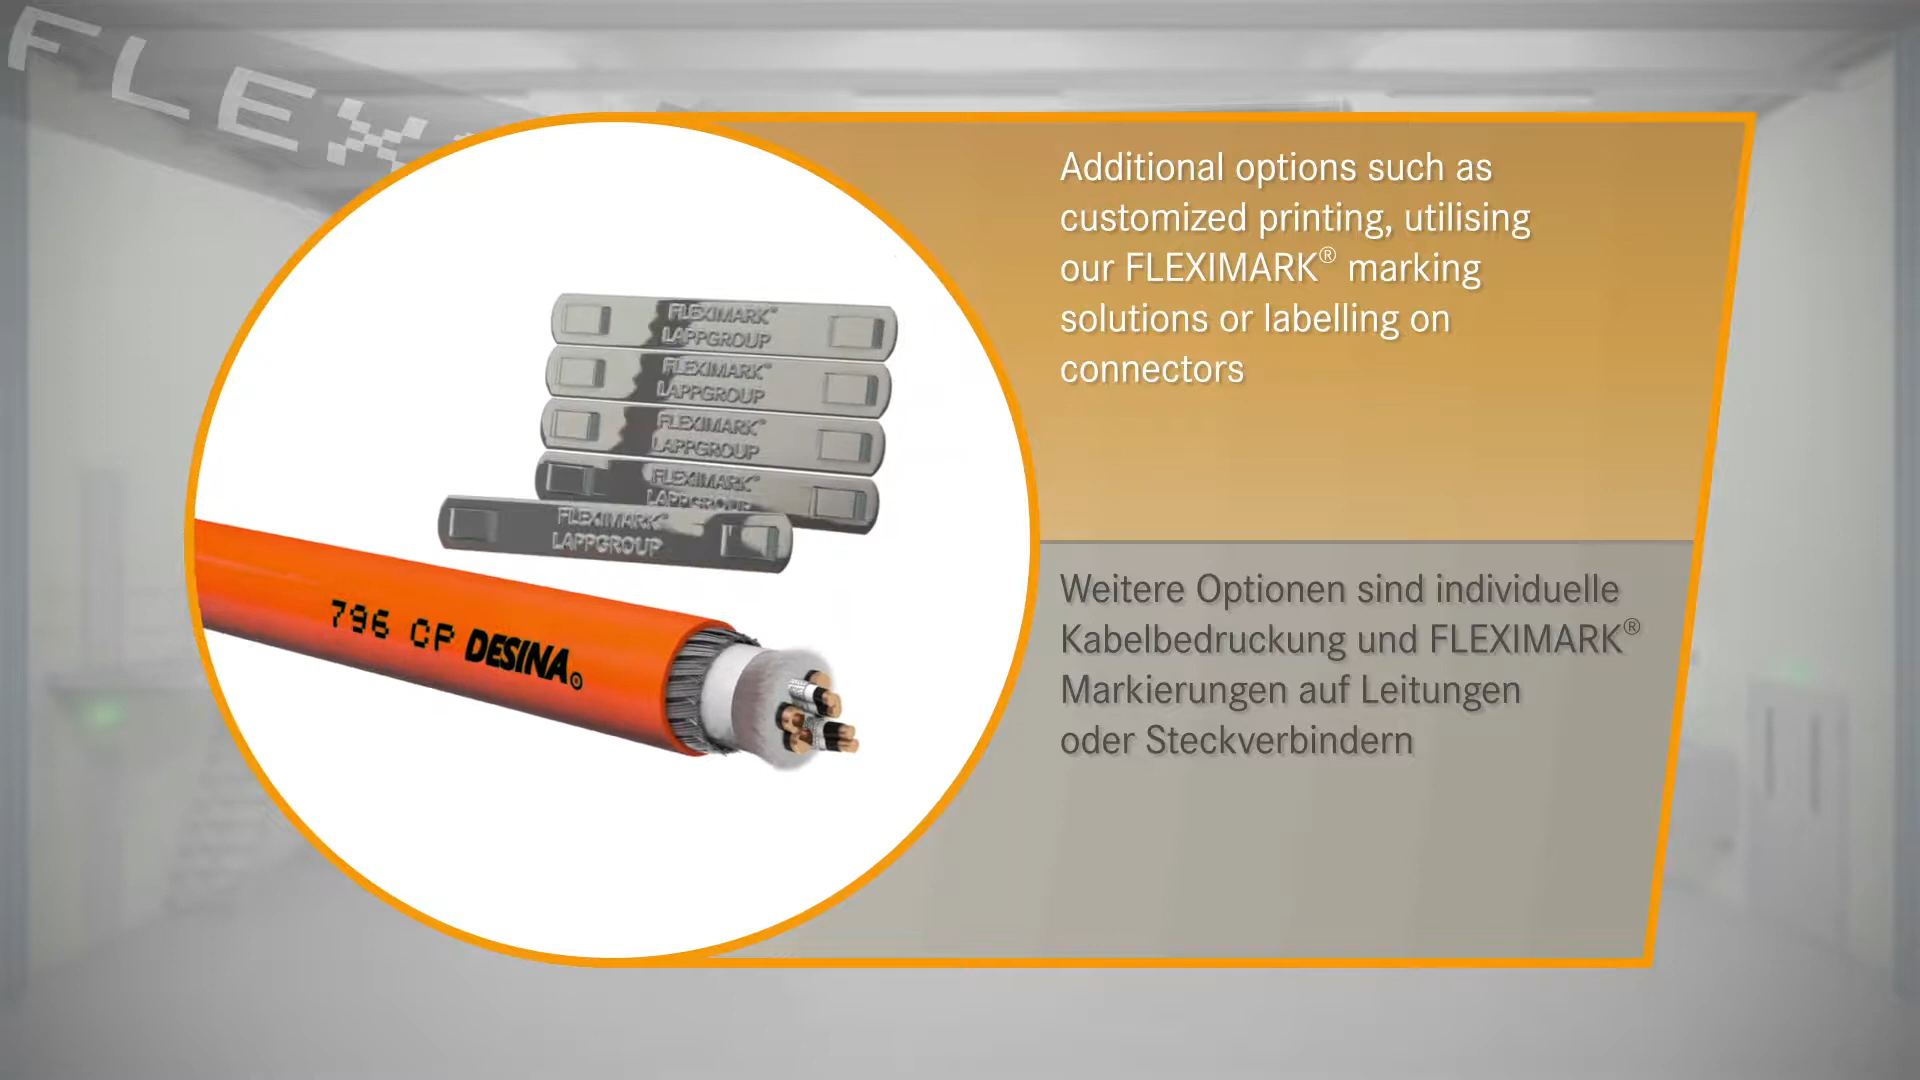 FLEX
Additional options such as
customized printing, utilising
our FLEXIMARK® marking
solutions or labelling on
connectors
FLEXIMARK®
LAPPGROUP
FLEXIMARK®
LAPPGROUP
FLEXIMARK®
LAPPGROUP
FLEXIMARK®
LAPPGROUP
FLEXIMARK®
LAPPGROUP
796 CP DESINA®
Weitere Optionen sind individuelle
Kabelbedruckung und FLEXIMARK®
Markierungen auf Leitungen
oder Steckverbindern